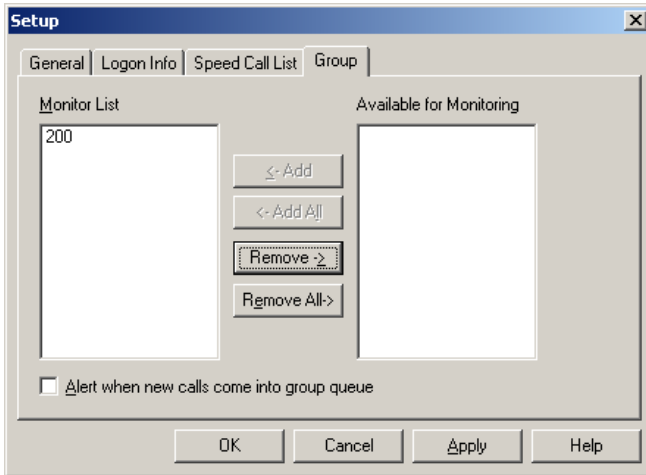 Setup
General Logon Info Speed Call List Group
Monitor List Available for Monitoring
200
<- Add
<- Add All
Remove ->
Remove All->
Alert when new calls come into group queue
OK Cancel Apply Help